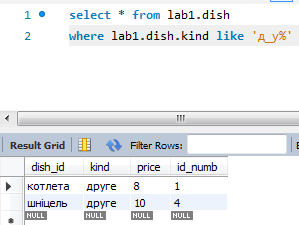 1 select * from lab1.dish
2 where lab1.dish.kind like 'д_у%'
Result Grid Filter Rows:
dish_id kind price id_numb
котлета друге 8 1
шніцель друге 10 4
NULL NULL NULL NULL